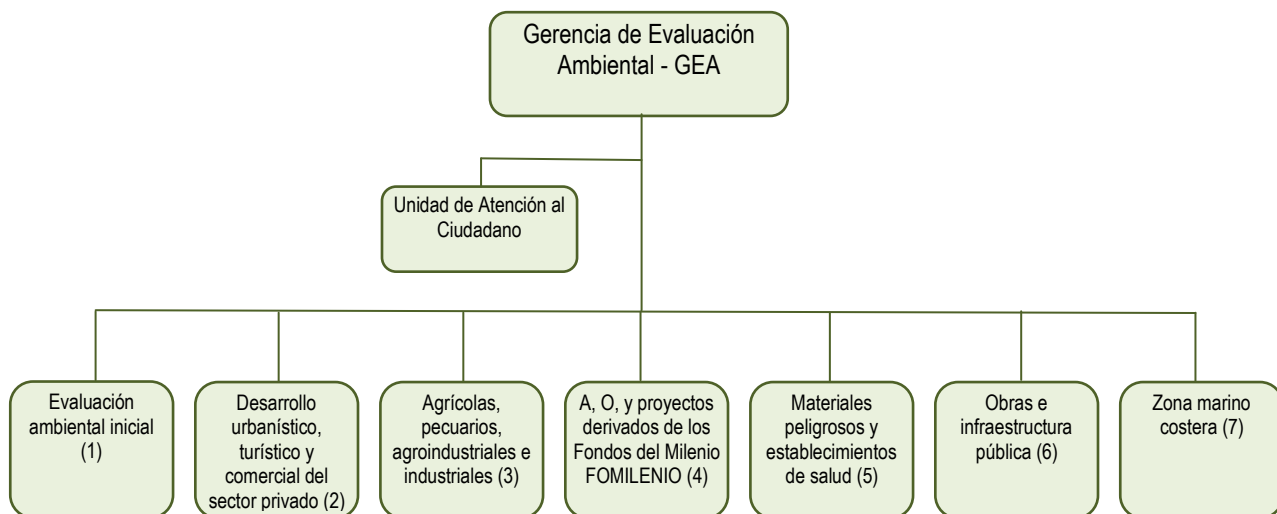 Gerencia de Evaluación
Ambiental - GEA
Unidad de Atención al
Ciudadano
Evaluación
ambiental inicial
(1)
Desarrollo
urbanístico,
turístico y
comercial del
sector privado (2)
Agrícolas,
pecuarios,
agroindustriales e
industriales (3)
A, O, y proyectos
derivados de los
Fondos del Milenio
FOMILENIO (4)
Materiales
peligrosos y
establecimientos
de salud (5)
Obras e
infraestructura
pública (6)
Zona marino
costera (7)